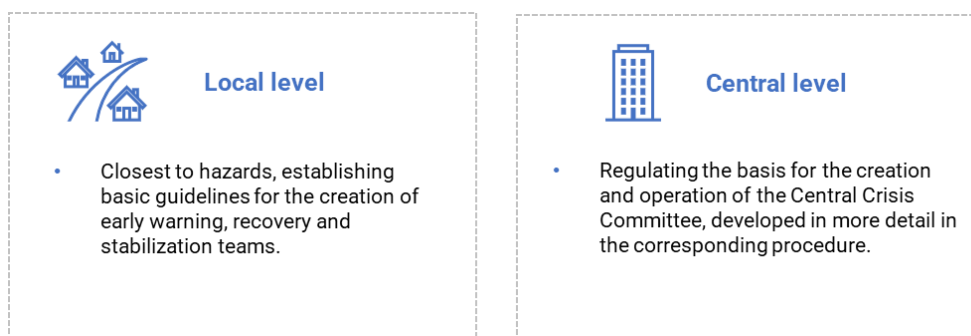 Local level
• Closest to hazards, establishing
basic guidelines for the creation of
early warning, recovery and
stabilization teams.
Central level
• Regulating the basis for the creation
and operation of the Central Crisis
Committee, developed in more detail in
the corresponding procedure.